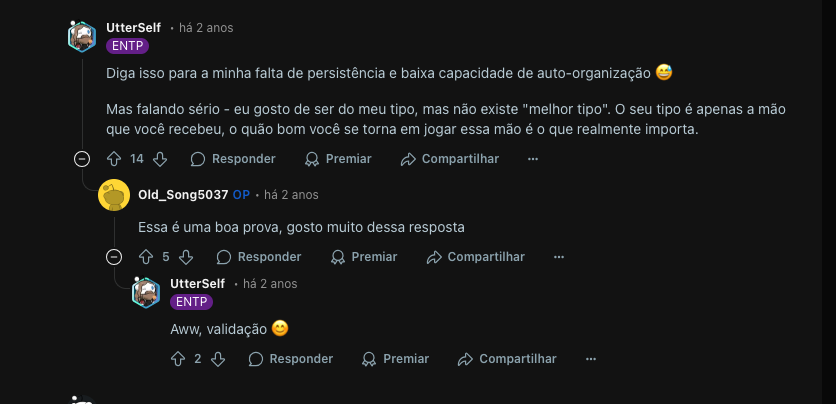 UtterSelf • há 2 anos
ENTP
Diga isso para a minha falta de persistência e baixa capacidade de auto-organização 😅
Mas falando sério - eu gosto de ser do meu tipo, mas não existe "melhor tipo". O seu tipo é apenas a mão
que você recebeu, o quão bom você se torna em jogar essa mão é o que realmente importa.
14 Responder Premiar Compartilhar ...
Old_Song5037 OP • há 2 anos
Essa é uma boa prova, gosto muito dessa resposta
5 Responder Premiar Compartilhar ...
UtterSelf • há 2 anos
ENTP
Aww, validação 😊
2 Responder Premiar Compartilhar ...